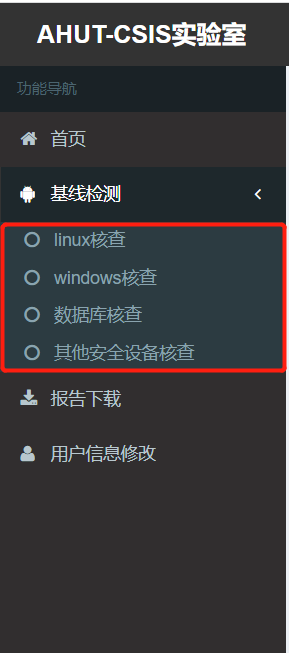 AHUT-CSIS实验室
功能导航
首页
基线检测
linux核查
windows核查
数据库核查
其他安全设备核查
报告下载
用户信息修改